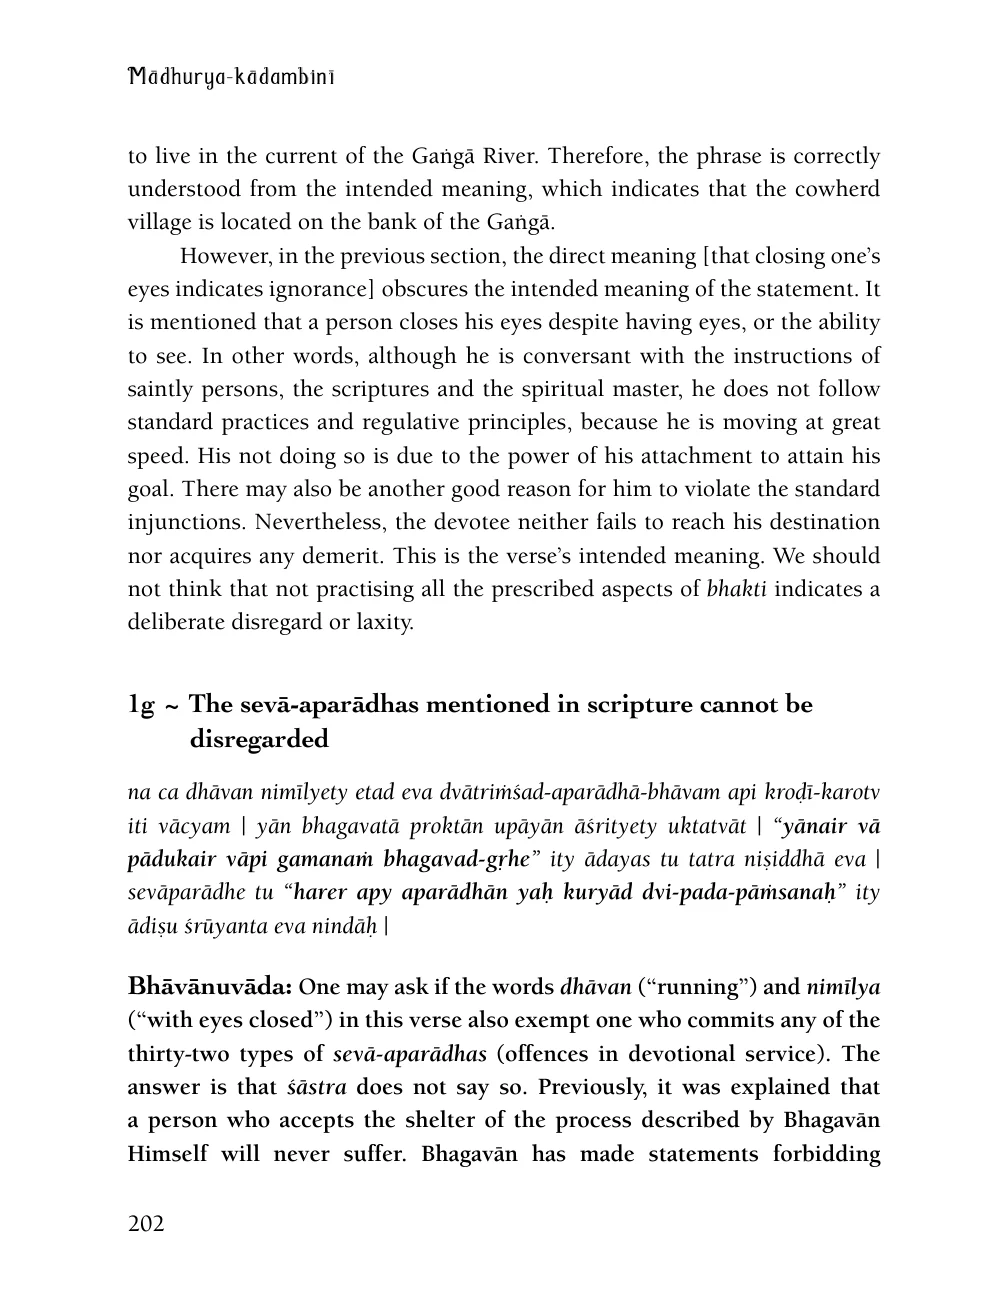 Mādhurya-kādambinī
to live in the current of the Gaṅgā River. Therefore, the phrase is correctly
understood from the intended meaning, which indicates that the cowherd
village is located on the bank of the Gaṅgā.
However, in the previous section, the direct meaning [that closing one’s
eyes indicates ignorance] obscures the intended meaning of the statement. It
is mentioned that a person closes his eyes despite having eyes, or the ability
to see. In other words, although he is conversant with the instructions of
saintly persons, the scriptures and the spiritual master, he does not follow
standard practices and regulative principles, because he is moving at great
speed. His not doing so is due to the power of his attachment to attain his
goal. There may also be another good reason for him to violate the standard
injunctions. Nevertheless, the devotee neither fails to reach his destination
nor acquires any demerit. This is the verse’s intended meaning. We should
not think that not practising all the prescribed aspects of bhakti indicates a
deliberate disregard or laxity.
1g ~ The sevā-aparādhas mentioned in scripture cannot be
disregarded
na ca dhāvan nimīlyety etad eva dvātriṁśad-aparādhā-bhāvam api kroḍī-karotv
iti vācyam | yān bhagavatā proktān upāyān āśrityety uktatvāt | “yānair vā
pādukair vāpi gamanaṁ bhagavad-gṛhe” ity ādayas tu tatra niṣiddhā eva |
sevāparādhe tu “harer apy aparādhān yaḥ kuryād dvi-pada-pāṁsanaḥ” ity
ādiṣu śrūyanta eva nindāḥ |
Bhāvānuvāda: One may ask if the words dhāvan (“running”) and nimīlya
(“with eyes closed”) in this verse also exempt one who commits any of the
thirty-two types of sevā-aparādhas (offences in devotional service). The
answer is that śāstra does not say so. Previously, it was explained that
a person who accepts the shelter of the process described by Bhagavān
Himself will never suffer. Bhagavān has made statements forbidding
202